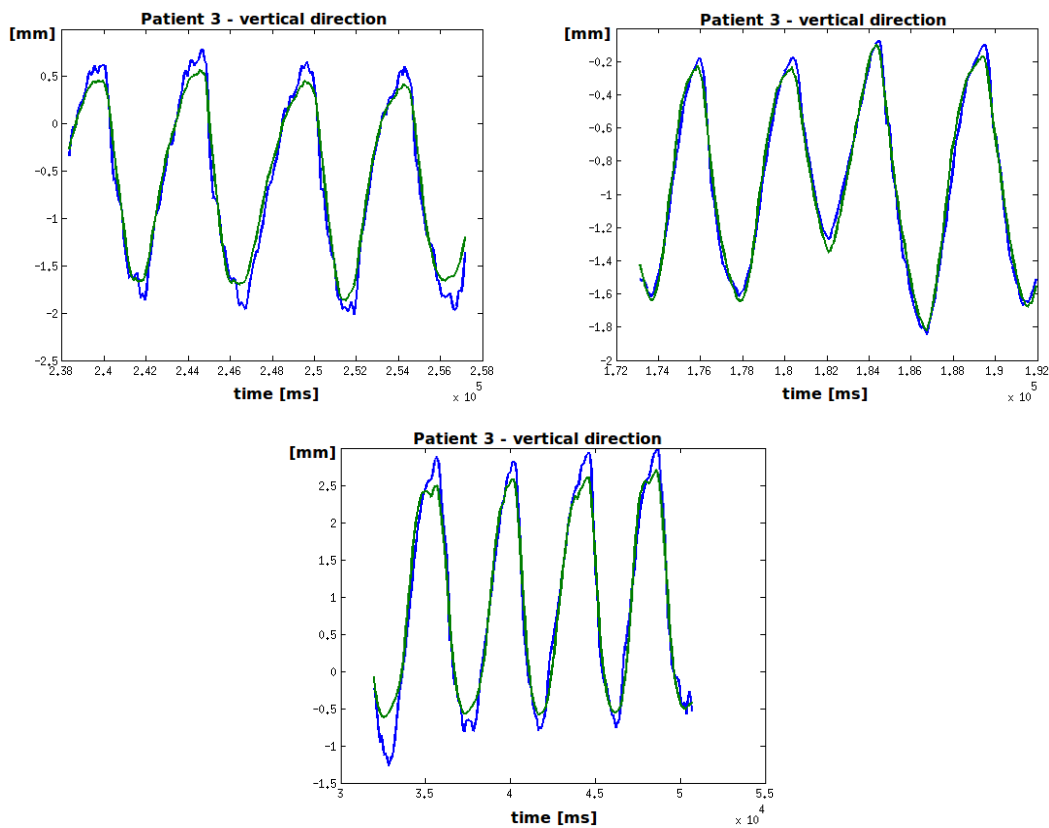 Patient 3 - vertical direction
[mm]
0.5
0
-0.5
-1
-1.5
-2
-2.5
2.38 2.4 2.42 2.44 2.46 2.48 2.5 2.52 2.54 2.56 2.58
time [ms]
x 10^5
Patient 3 - vertical direction
[mm]
-0.2
-0.4
-0.6
-0.8
-1
-1.2
-1.4
-1.6
-1.8
-2
1.72 1.74 1.76 1.78 1.8 1.82 1.84 1.86 1.88 1.9 1.92
time [ms]
x 10^5
Patient 3 - vertical direction
[mm]
2.5
2
1.5
1
0.5
0
-0.5
-1
-1.5
3 3.5 4 4.5 5 5.5
time [ms]
x 10^4